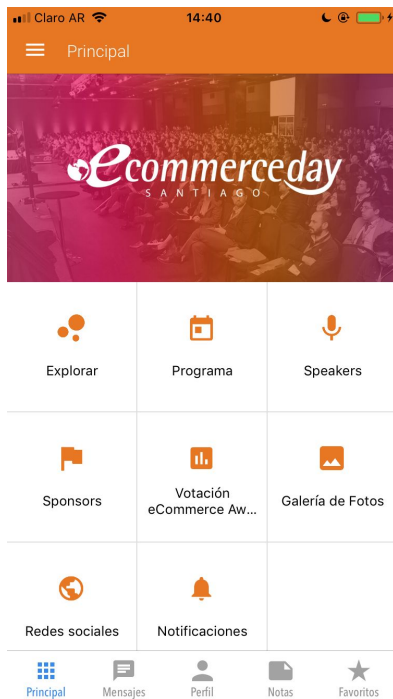 Claro AR
14:40
Principal
ecommerceday
SANTIAGO
Explorar
Programa
Speakers
Sponsors
Votación
eCommerce Aw...
Galería de Fotos
Redes sociales
Notificaciones
Principal
Mensajes
Perfil
Notas
Favoritos